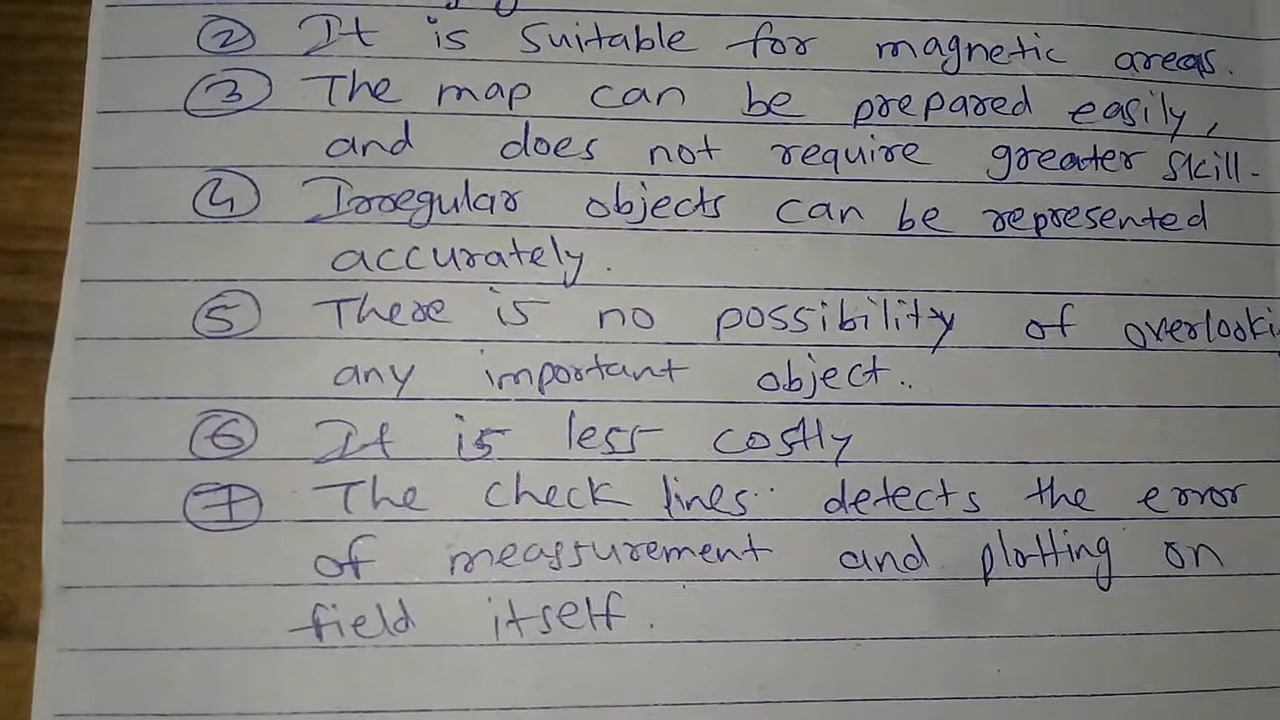 ② It is suitable for magnetic areas.
③ The map can be prepared easily,
and does not require greater skill.
④ Irregular objects can be represented
accurately.
⑤ There is no possibility of overlooki
any important object..
⑥ It is less costly
⑦ The check lines detects the error
of meassurement and plotting on
field itself.